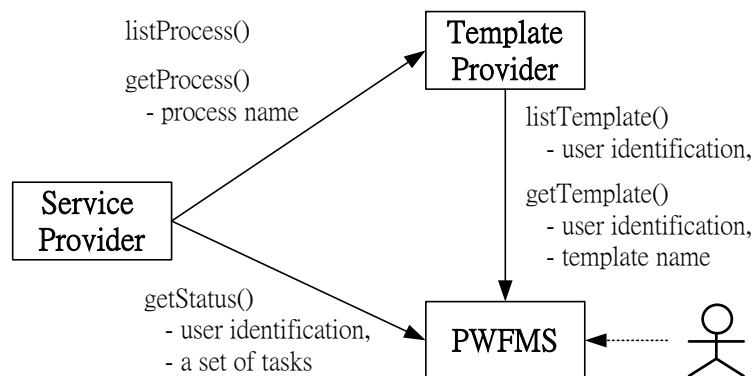 listProcess()
getProcess()
- process name
Template
Provider
listTemplate()
- user identification,
getTemplate()
- user identification,
- template name
Service
Provider
getStatus()
- user identification,
- a set of tasks
PWFMS